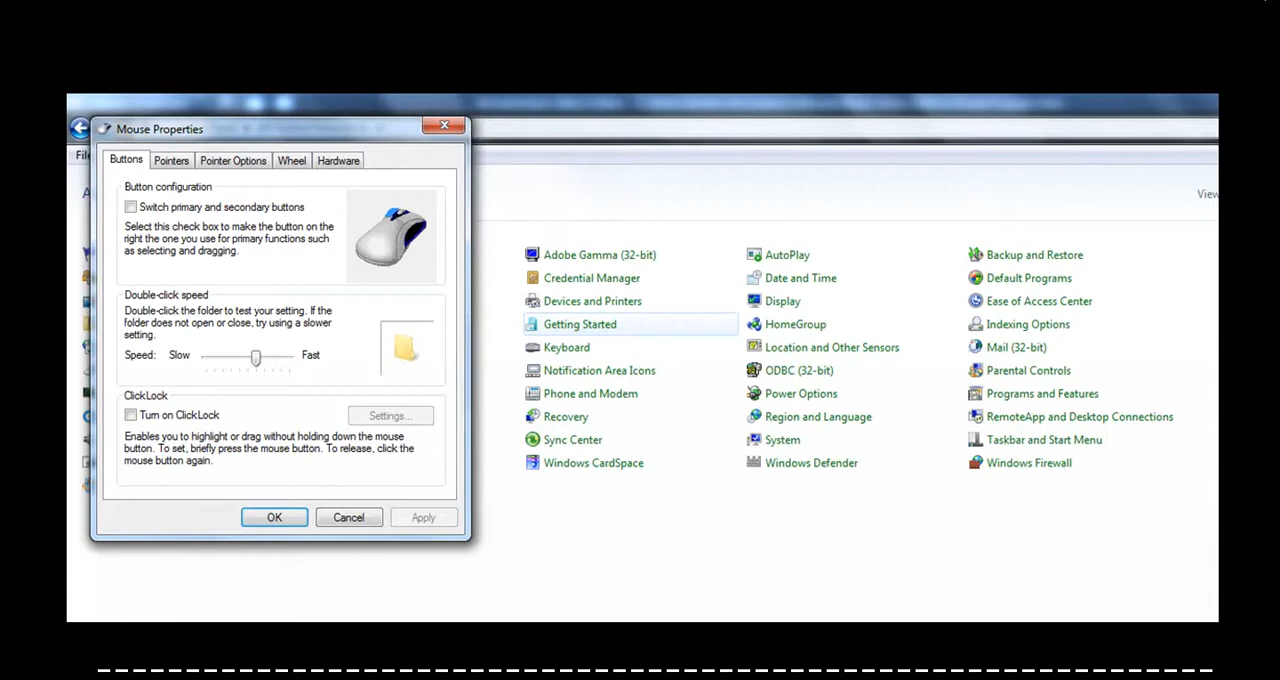 Mouse Properties
File
Buttons
Pointers
Pointer Options
Wheel
Hardware
Button configuration
Switch primary and secondary buttons
Select this check box to make the button on the
right the one you use for primary functions such
as selecting and dragging.
Double-click speed
Double-click the folder to test your setting. If the
folder does not open or close, try using a slower
setting.
Speed: Slow Fast
ClickLock
Turn on ClickLock
Settings...
Enables you to highlight or drag without holding down the mouse
button. To set, briefly press the mouse button. To release, click the
mouse button again.
OK
Cancel
Apply
View
Adobe Gamma (32-bit) AutoPlay Backup and Restore
Credential Manager Date and Time Default Programs
Devices and Printers Display Ease of Access Center
Getting Started HomeGroup Indexing Options
Keyboard Location and Other Sensors Mail (32-bit)
Notification Area Icons ODBC (32-bit) Parental Controls
Phone and Modem Power Options Programs and Features
Recovery Region and Language RemoteApp and Desktop Connections
Sync Center System Taskbar and Start Menu
Windows CardSpace Windows Defender Windows Firewall